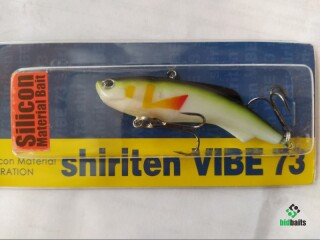 Silicon
Material Bait
con Material
RATION
shiriten VIBE 73
bidbaits